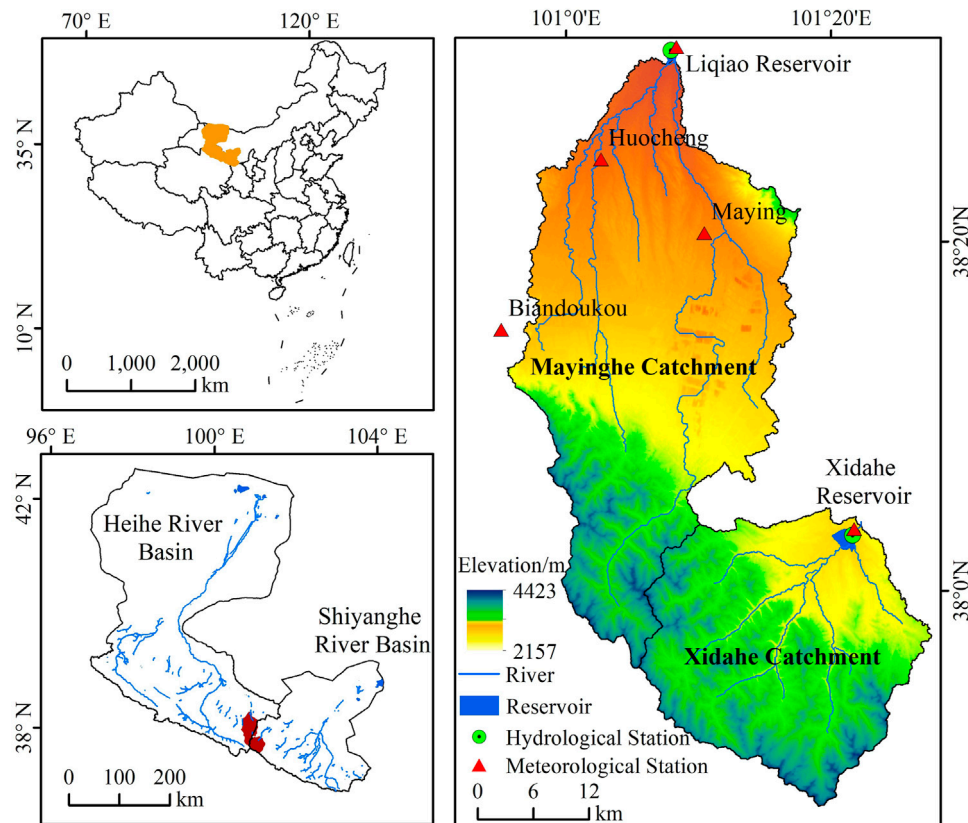 70° E
120° E
35° N
10° N
0
1,000
2,000
km
96° E
100° E
104° E
42° N
38° N
Heihe River
Basin
Shiyanghe
River Basin
0
100
200
km
101°0' E
101°20' E
38°20' N
38°0' N
Liqiao Reservoir
Huocheng
Maying
Biandoukou
Mayinghe Catchment
Xidahe
Reservoir
Xidahe Catchment
Elevation/m
4423
2157
River
Reservoir
Hydrological Station
Meteorological Station
0
6
12
km